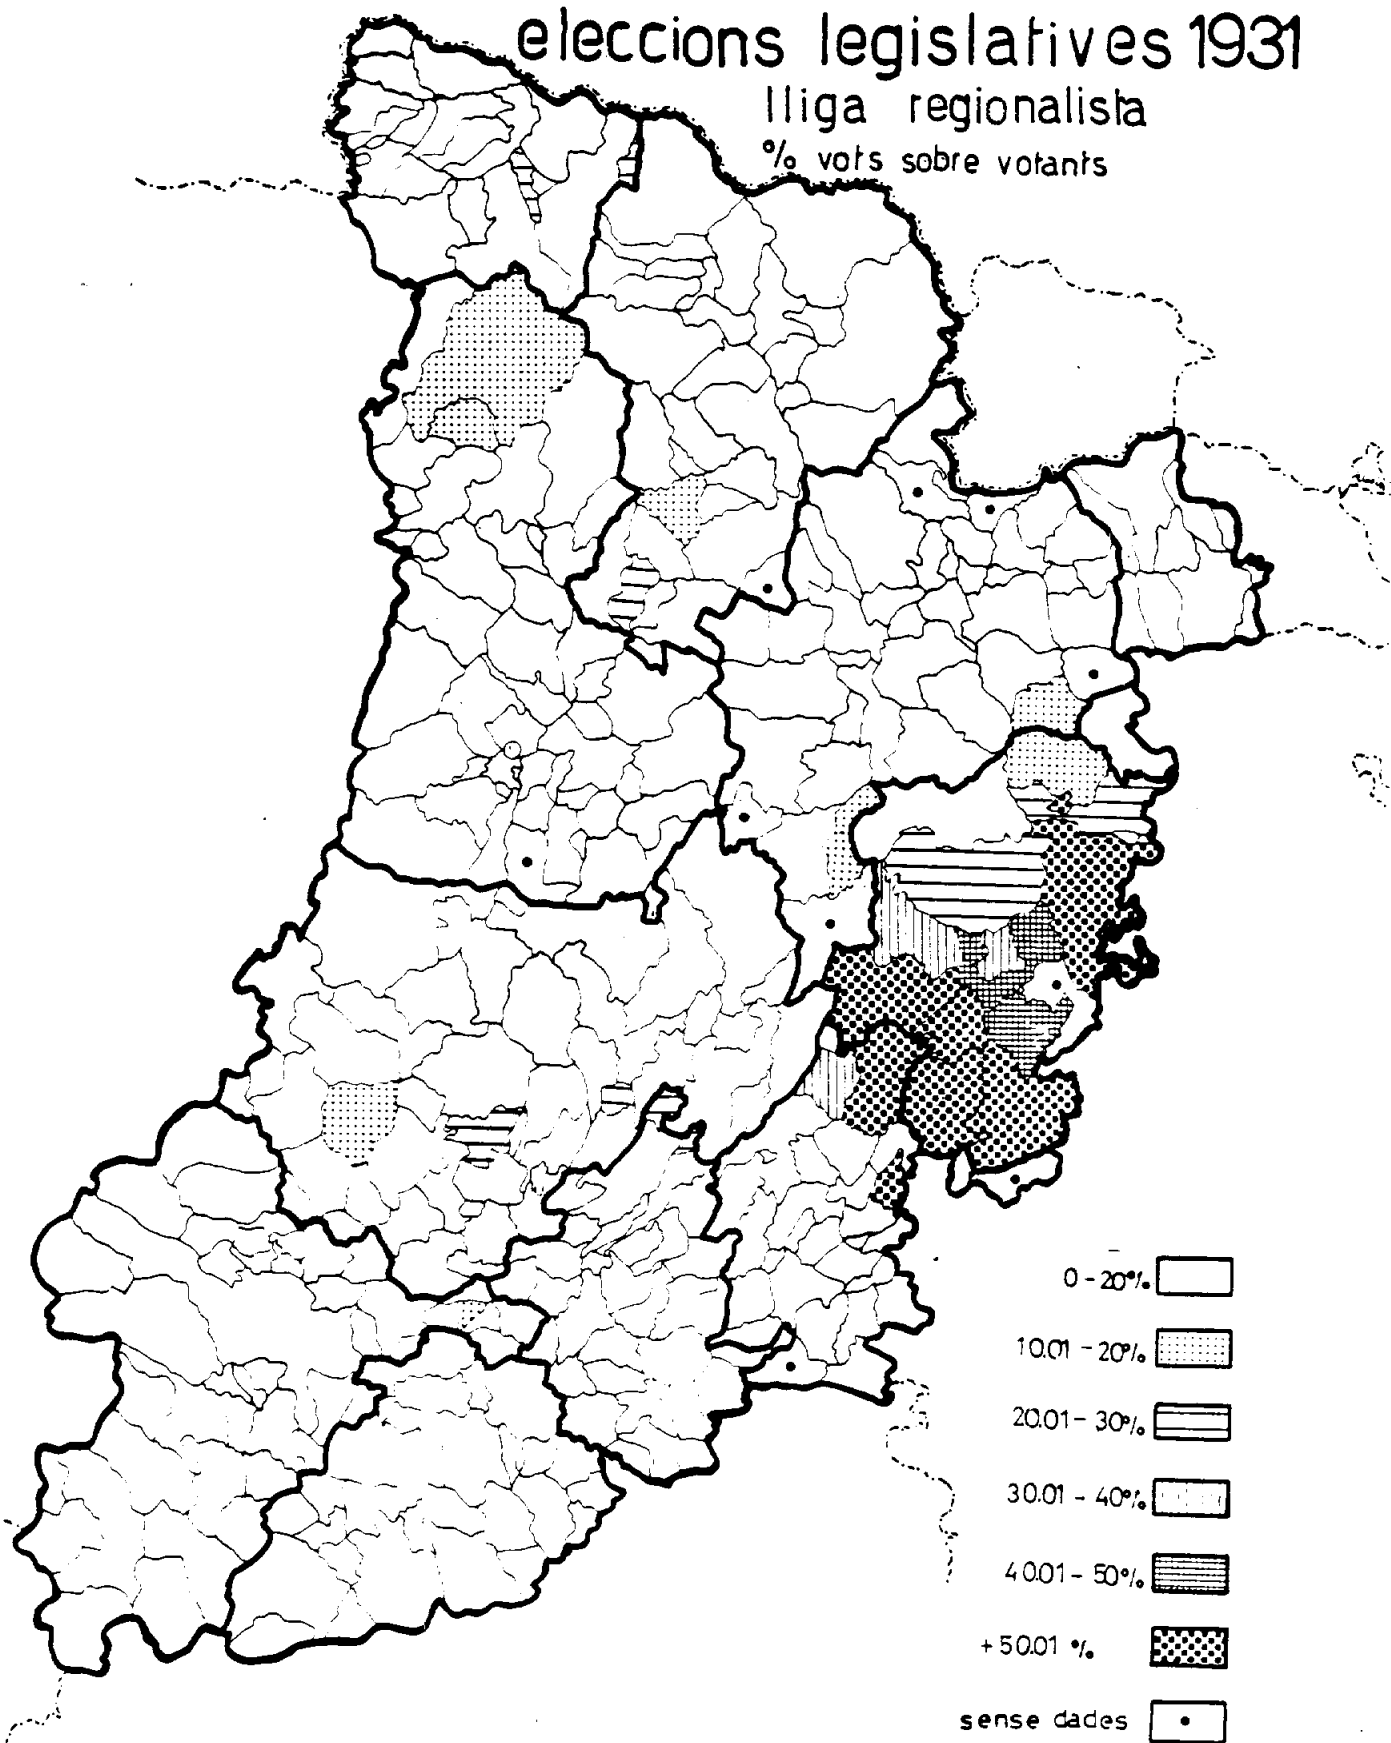 eleccions legislatives 1931
lliga regionalista
% vots sobre votants
0-20%
10.01-20%
20.01-30%
30.01-40%
40.01-50%
+50.01 %
sense dades